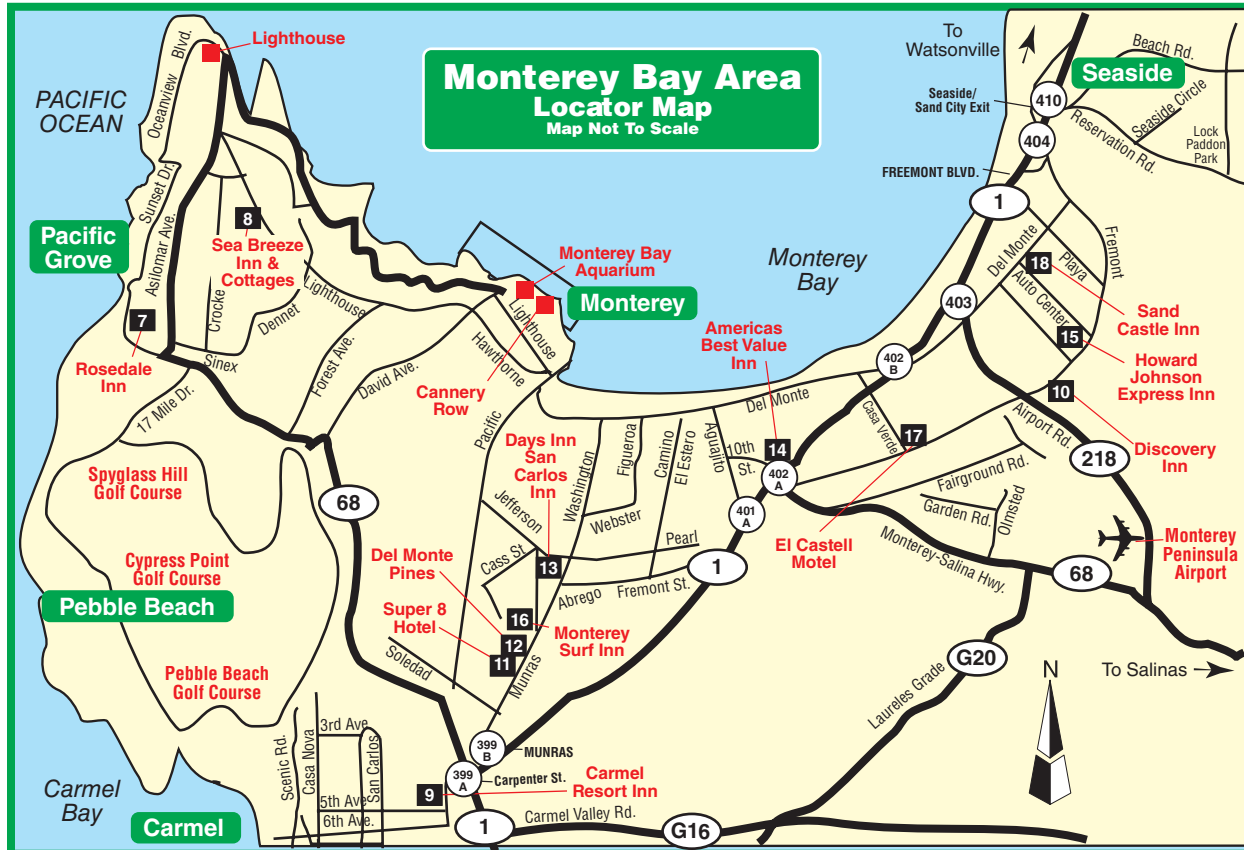 Monterey Bay Area
Locator Map
Map Not To Scale
Lighthouse
Oceanview Blvd.
PACIFIC
OCEAN
Sunset Dr.
Asilomar Ave.
Pacific
Grove
8
Sea Breeze
Inn &
Cottages
7
Rosedale
Inn
Crocke
Dennet
Sinex
Lighthouse
17 Mile Dr.
Forest Ave.
David Ave.
Monterey Bay
Aquarium
Monterey
Lighthouse
Hawthorne
Cannery
Row
Monterey
Bay
To
Watsonville
Beach Rd.
Seaside
Seaside/
Sand City Exit
410
Seaside Circle
Reservation Rd.
Lock
Paddon
Park
404
FREEMONT BLVD.
1
Del Monte
18
Playa
Fremont
Auto Center
403
Sand
Castle Inn
15
Howard
Johnson
Express Inn
402
B
10
Airport Rd.
Discovery
Inn
218
Americas
Best Value
Inn
Del Monte
Casa Verde
17
14
10th
St.
402
A
Aguajito
Fairground Rd.
Garden Rd.
Olmsted
El Castell
Motel
Monterey-Salina Hwy.
68
Monterey
Peninsula
Airport
To Salinas
G20
Laureles Grade
N
Pacific
Days Inn
San
Carlos
Inn
Washington
Figueroa
Camino
El Estero
Webster
Jefferson
Pearl
401
A
1
Cass St.
13
Abrego
Fremont St.
Del Monte
Pines
16
Monterey
Surf Inn
12
Super 8
Hotel
11
Soledad
Munras
68
Spyglass Hill
Golf Course
Cypress Point
Golf Course
Pebble Beach
Pebble Beach
Golf Course
399
B
MUNRAS
399
A
Carpenter St.
Carmel
Resort Inn
9
3rd Ave.
5th Ave
6th Ave.
Scenic Rd.
Casa Nova
San Carlos
Carmel
Bay
Carmel
1
Carmel Valley Rd.
G16